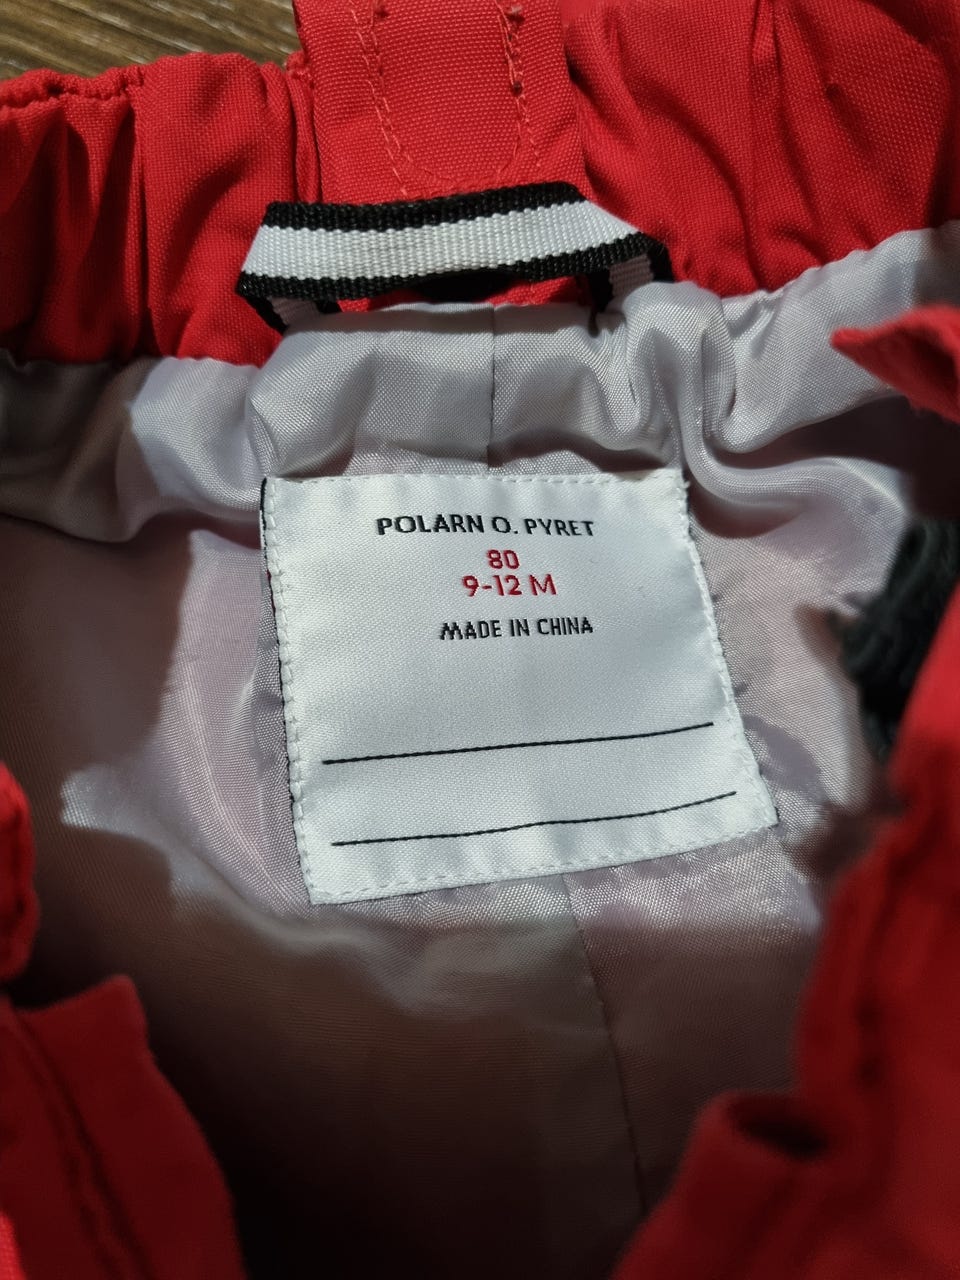 POLARN O. PYRET
80
9-12 M
MADE IN CHINA